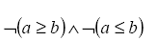 ¬(a ≥ b) ∧ ¬(a ≤ b)